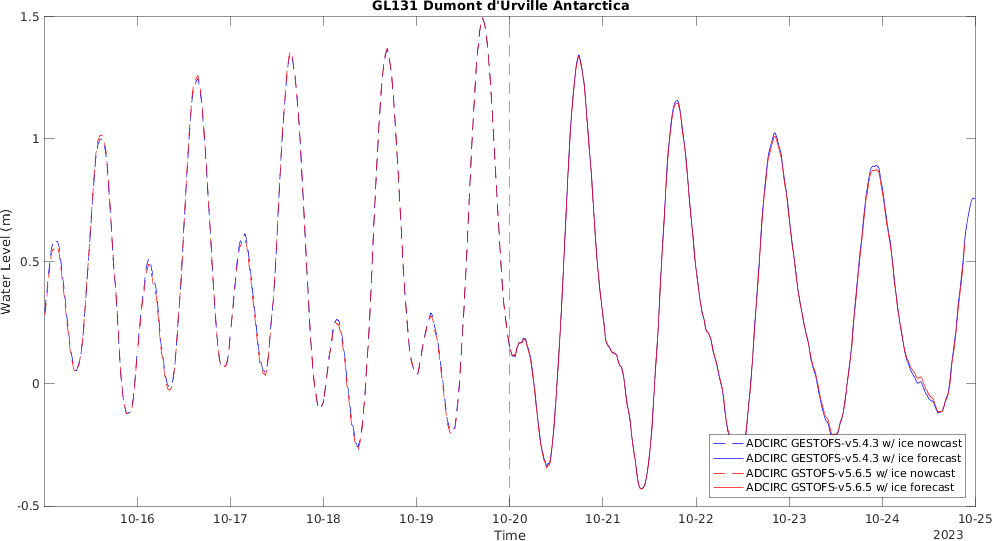 GL131 Dumont d'Urville Antarctica
1.5
1
0.5
0
-0.5
Water Level (m)
10-16
10-17
10-18
10-19
10-20
10-21
10-22
10-23
10-24
10-25
Time
2023
ADCIRC GESTOFS-v5.4.3 w/ ice nowcast
ADCIRC GESTOFS-v5.4.3 w/ ice forecast
ADCIRC GSTOFS-v5.6.5 w/ ice nowcast
ADCIRC GSTOFS-v5.6.5 w/ ice forecast